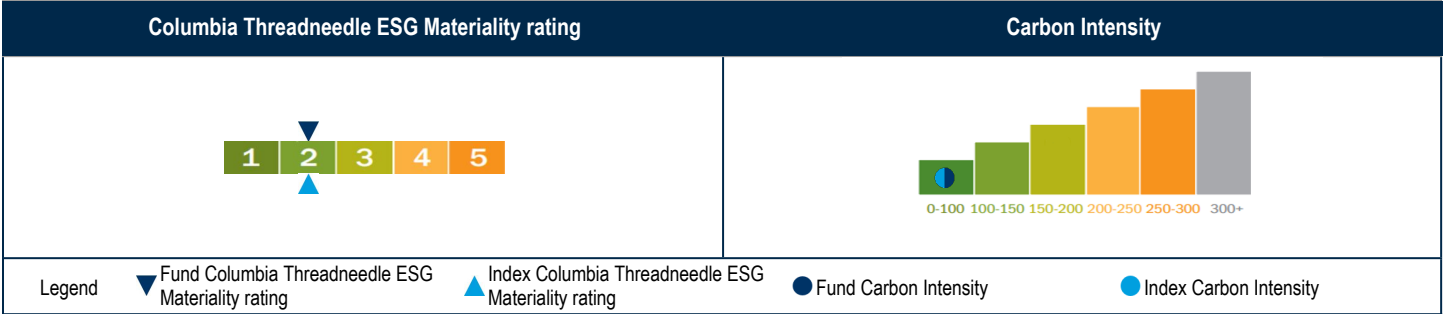 Columbia Threadneedle ESG Materiality rating
Carbon Intensity
1 2 3 4 5
0-100 100-150 150-200 200-250 250-300 300+
Legend
Fund Columbia Threadneedle ESG
Materiality rating
Index Columbia Threadneedle ESG
Materiality rating
Fund Carbon Intensity
Index Carbon Intensity